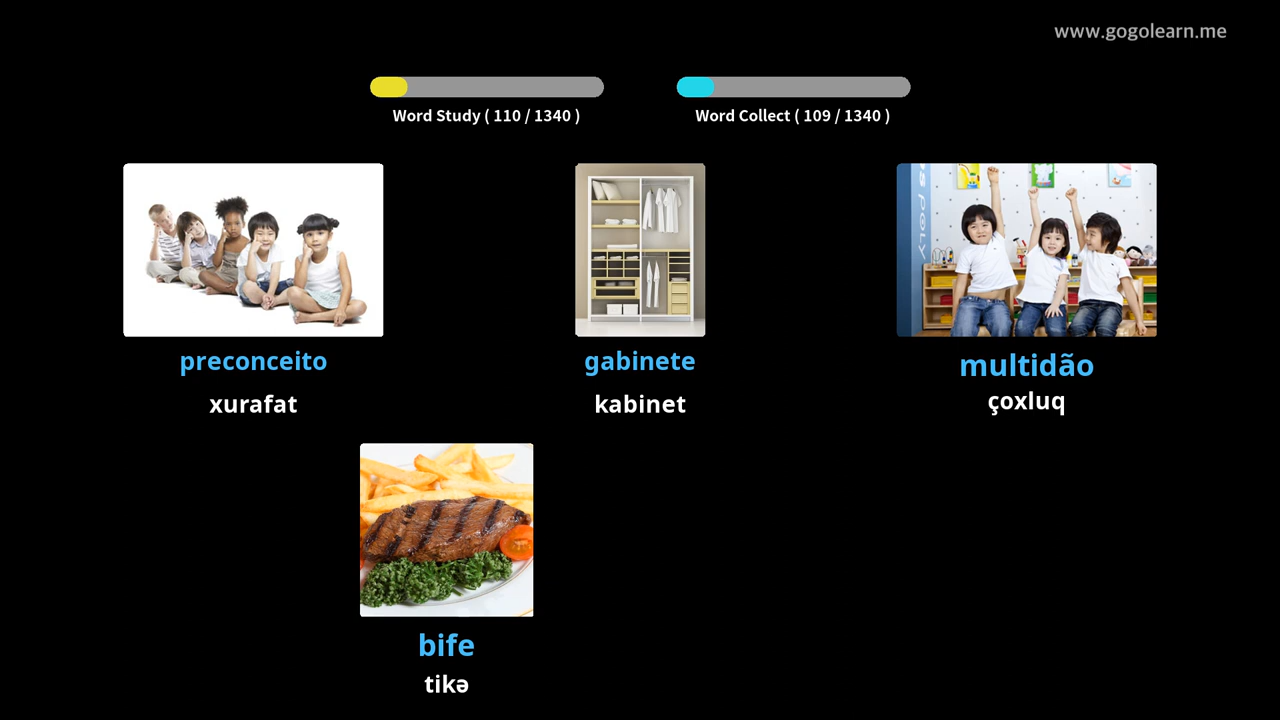 www.gogolearn.me
Word Study ( 110 / 1340 )
Word Collect ( 109 / 1340 )
preconceito
xurafat
gabinete
kabinet
multidão
çoxluq
bife
tikə